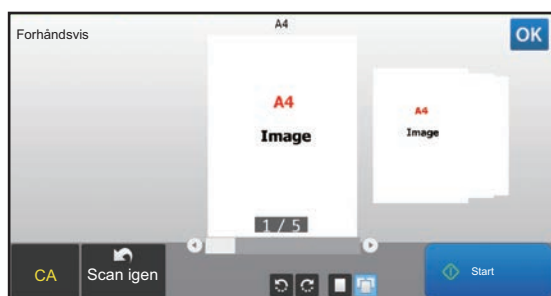 A4
Forhåndsvis
OK
A4
Image
A4
Image
1 / 5
CA
Scan igen
Start